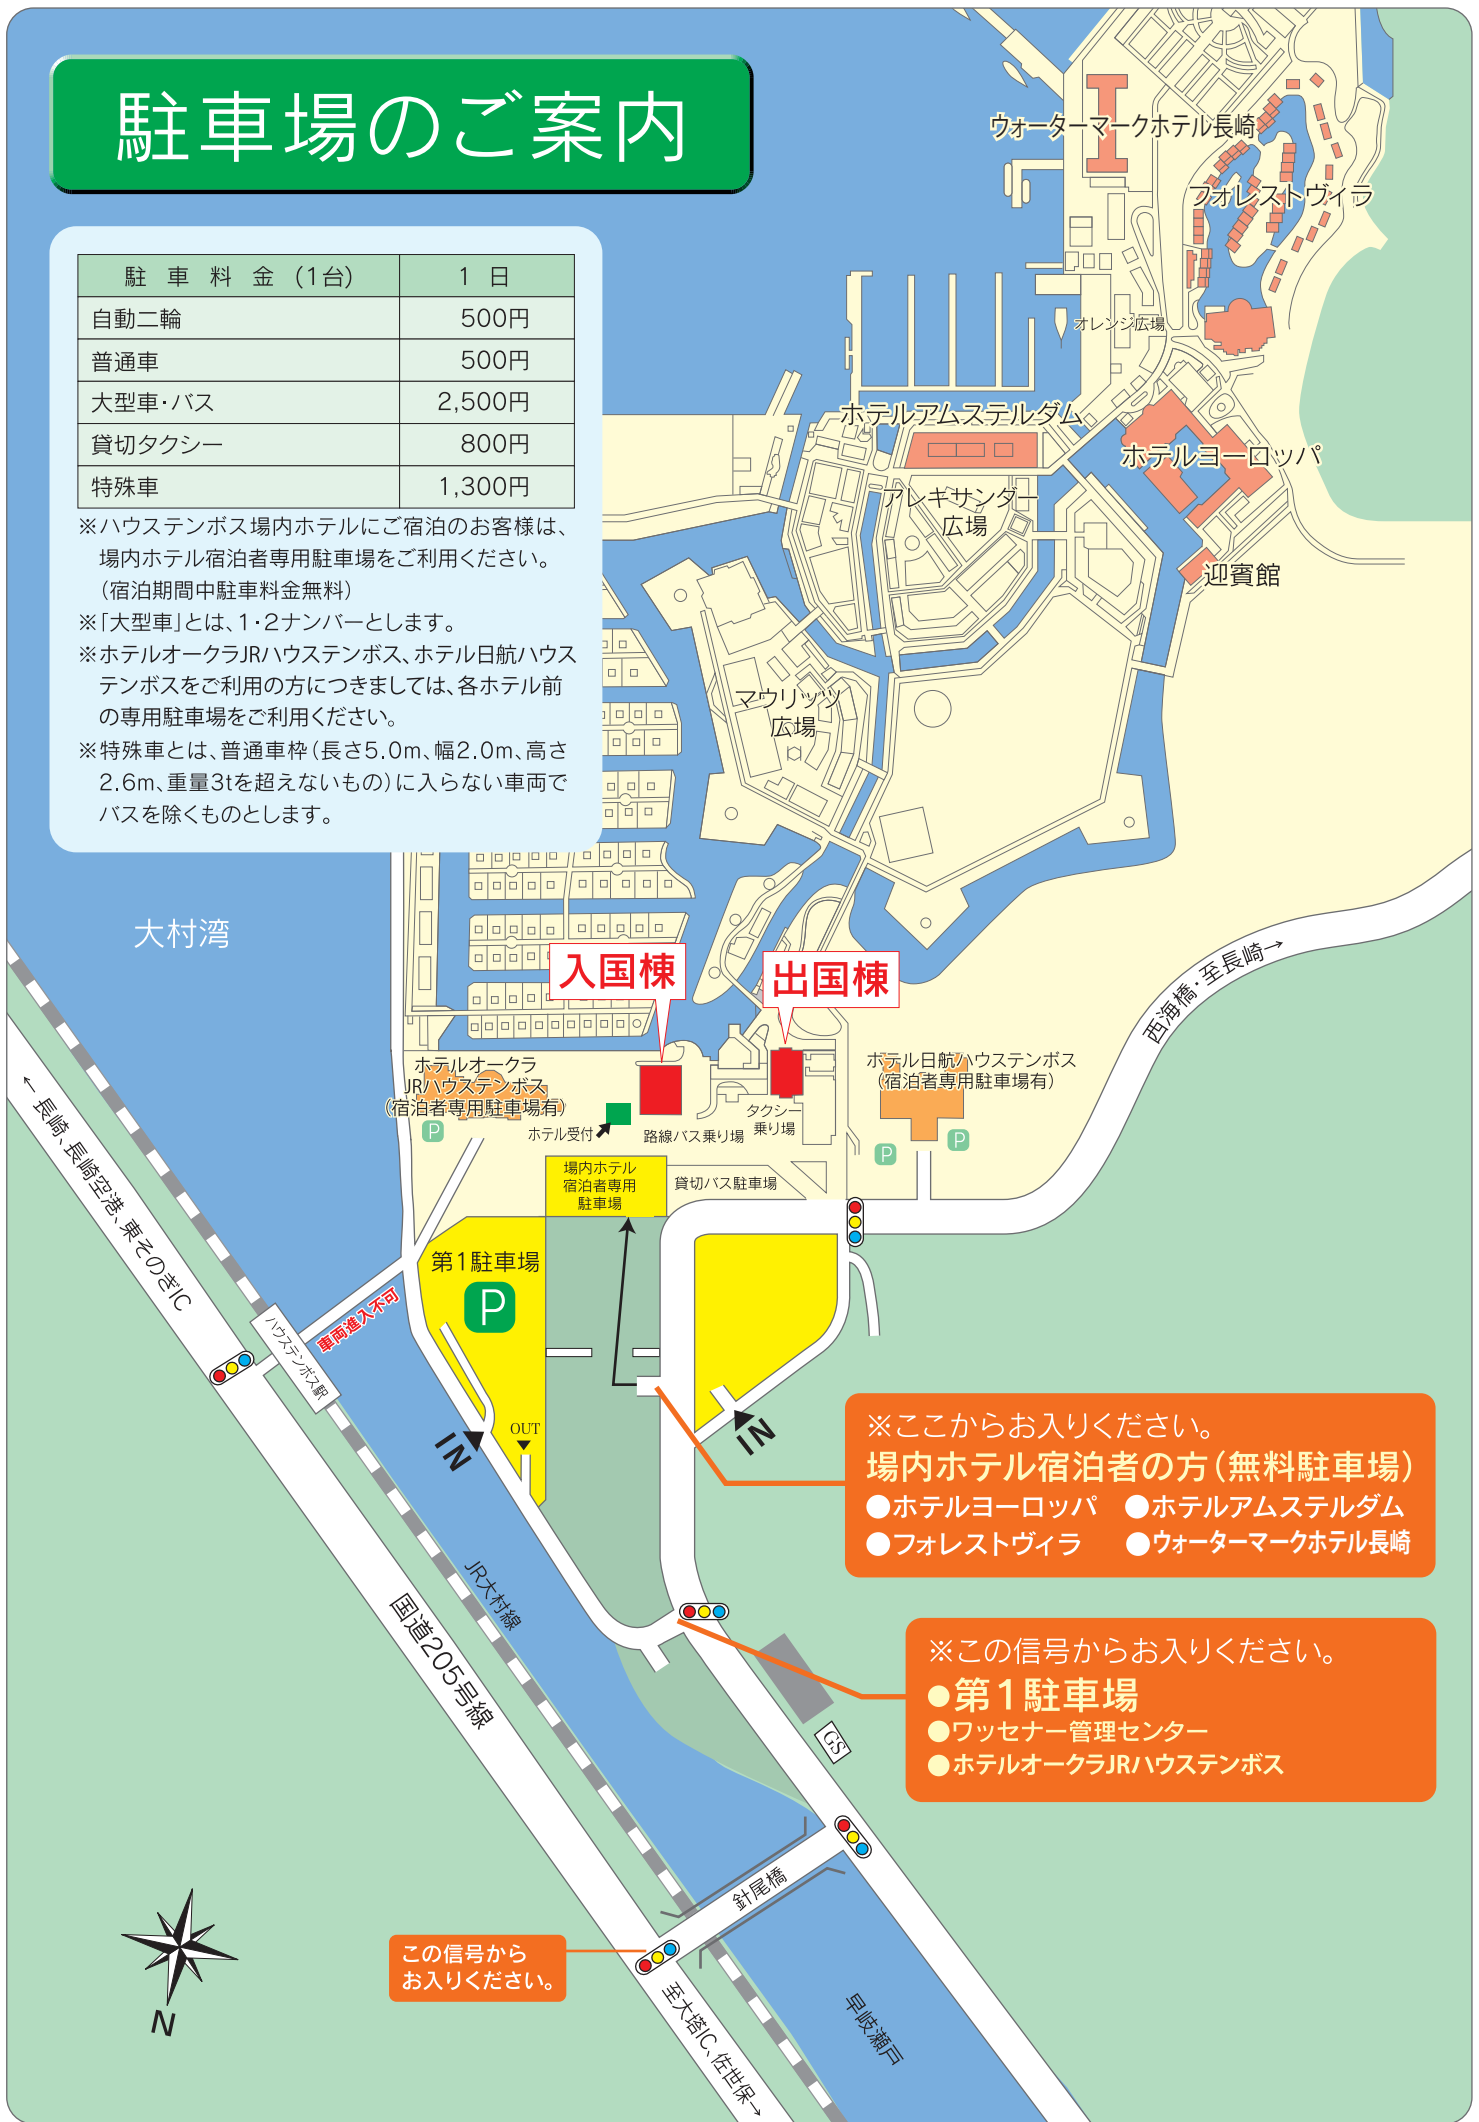 駐車場のご案内
駐車料金(1台) 1日
自動二輪 500円
普通車 500円
大型車・バス 2,500円
貸切タクシー 800円
特殊車 1,300円
※ハウステンボス場内ホテルにご宿泊のお客様は、
場内ホテル宿泊者専用駐車場をご利用ください。
(宿泊期間中駐車料金無料)
※「大型車」とは、1・2ナンバーとします。
※ホテルオークラJRハウステンボス、ホテル日航ハウス
テンボスをご利用の方につきましては、各ホテル前
の専用駐車場をご利用ください。
※特殊車とは、普通車枠(長さ5.0m、幅2.0m、高さ
2.6m、重量3tを超えないもの)に入らない車両で
バスを除くものとします。
ウォーターマークホテル長崎
フォレストヴィラ
オレンジ広場
ホテルアムステルダム
ホテルヨーロッパ
アレキサンダー
広場
迎賓館
マウリッツ
広場
大村湾
入国棟
出国棟
西海橋・至長崎→
ホテルオークラ
JRハウステンボス
(宿泊者専用駐車場有)
P
ホテル日航ハウステンボス
(宿泊者専用駐車場有)
P
P
ホテル受付
路線バス乗り場
タクシー
乗り場
場内ホテル
宿泊者専用
駐車場
貸切バス駐車場
第1駐車場
P
←長崎、長崎空港、東そのぎIC
車両進入不可
ハウステンボス駅
IN
OUT
IN
※ここからお入りください。
場内ホテル宿泊者の方(無料駐車場)
●ホテルヨーロッパ ●ホテルアムステルダム
●フォレストヴィラ ●ウォーターマークホテル長崎
JR大村線
国道205号線
※この信号からお入りください。
●第1駐車場
●ワッセナー管理センター
●ホテルオークラJRハウステンボス
GS
針尾橋
この信号から
お入りください。
至大塔IC、佐世保→
早岐瀬戸
N